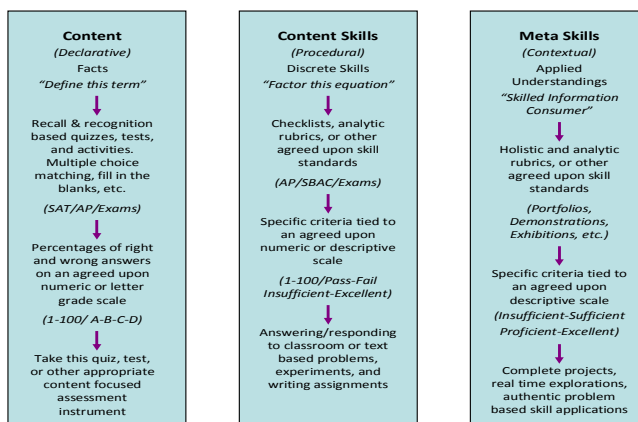 Content
(Declarative)
Facts
“Define this term”
Recall & recognition
based quizzes, tests,
and activities.
Multiple choice
matching, fill in the
blanks, etc.
(SAT/AP/Exams)
Percentages of right
and wrong answers
on an agreed upon
numeric or letter
grade scale
(1-100/ A-B-C-D)
Take this quiz, test,
or other appropriate
content focused
assessment
instrument
Content Skills
(Procedural)
Discrete Skills
“Factor this equation”
Checklists, analytic
rubrics, or other
agreed upon skill
standards
(AP/SBAC/Exams)
Specific criteria tied to
an agreed upon
numeric or descriptive
scale
(1-100/Pass-Fail
Insufficient-Excellent)
Answering/responding
to classroom or text
based problems,
experiments, and
writing assignments
Meta Skills
(Contextual)
Applied
Understandings
“Skilled Information
Consumer”
Holistic and analytic
rubrics, or other
agreed upon skill
standards
(Portfolios,
Demonstrations,
Exhibitions, etc.)
Specific criteria tied to
an agreed upon
descriptive scale
(Insufficient-Sufficient
Proficient-Excellent)
Complete projects,
real time explorations,
authentic problem
based skill applications